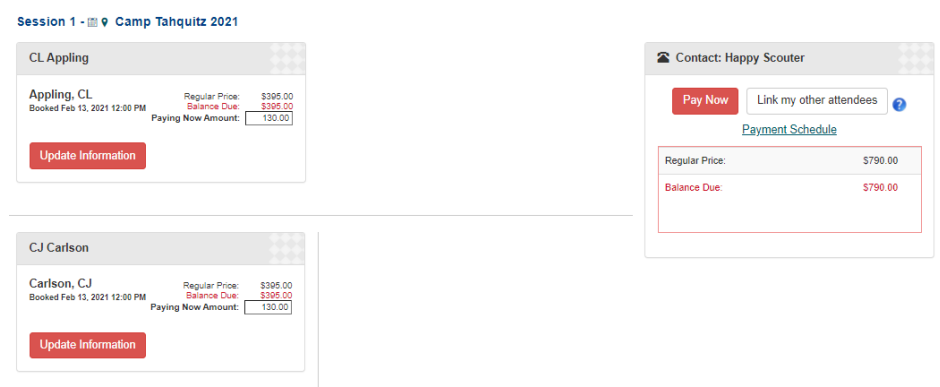 Session 1 - Camp Tahquitz 2021
CL Appling
Appling, CL
Booked Feb 13, 2021 12:00 PM
Regular Price: $395.00
Balance Due: $395.00
Paying Now Amount: 130.00
Update Information
CJ Carlson
Carlson, CJ
Booked Feb 13, 2021 12:00 PM
Regular Price: $395.00
Balance Due: $395.00
Paying Now Amount: 130.00
Update Information
Contact: Happy Scouter
Pay Now Link my other attendees ?
Payment Schedule
Regular Price: $790.00
Balance Due: $790.00